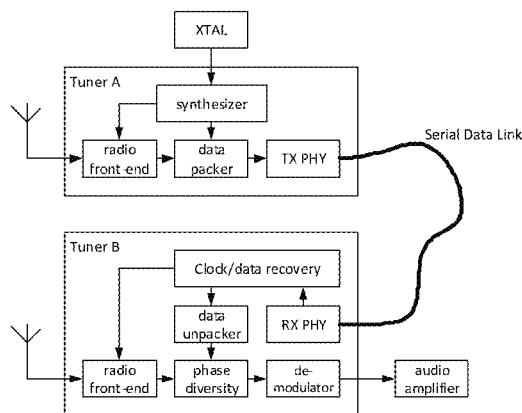 XTAL
Tuner A
synthesizer
radio
front-end
data
packer
TX PHY
Serial Data Link
Tuner B
Clock/data recovery
data
unpacker
RX PHY
radio
front-end
phase
diversity
de-
modulator
audio
amplifier